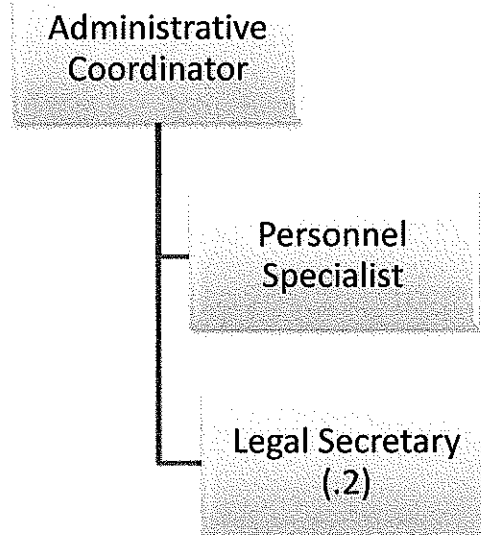 Administrative
Coordinator
Personnel
Specialist
Legal Secretary
(.2)